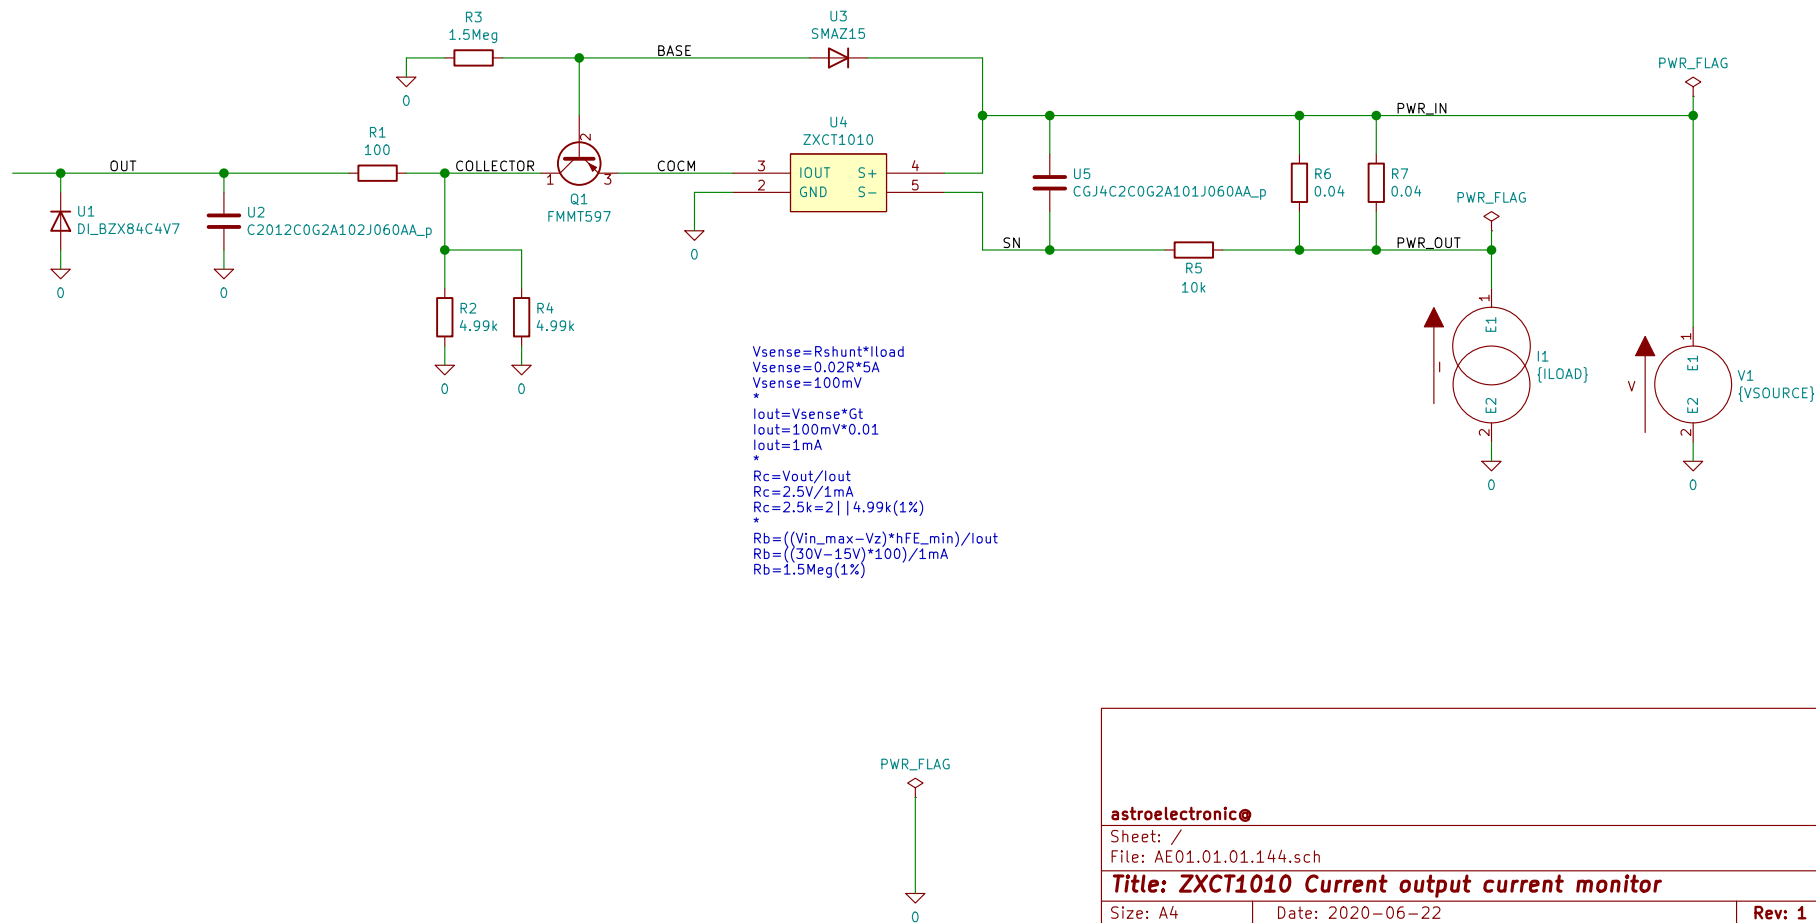 R3
1.5Meg
0
BASE
U3
SMAZ15
PWR_FLAG
PWR_IN
OUT
R1
100
COLLECTOR
1
2
3
Q1
FMMT597
COCM
U4
ZXCT1010
3
2
IOUT
GND
S+
S-
4
5
0
U5
CGJ4C2C0G2A101J060AA_p
R6
0.04
R7
0.04
PWR_FLAG
SN
R5
10k
PWR_OUT
U1
DI_BZX84C4V7
0
U2
C2012C0G2A102J060AA_p
0
R2
4.99k
0
R4
4.99k
0
1
E1
E2
2
I
I1
{ILOAD}
0
1
E1
E2
2
V
V1
{VSOURCE}
0
Vsense=Rshunt*Iload
Vsense=0.02R*5A
Vsense=100mV
*
Iout=Vsense*Gt
Iout=100mV*0.01
Iout=1mA
*
Rc=Vout/Iout
Rc=2.5V/1mA
Rc=2.5k=2||4.99k(1%)
*
Rb=((Vin_max-Vz)*hFE_min)/Iout
Rb=((30V-15V)*100)/1mA
Rb=1.5Meg(1%)
PWR_FLAG
0
astroelectronic@
Sheet: /
File: AE01.01.01.144.sch
Title: ZXCT1010 Current output current monitor
Size: A4
Date: 2020-06-22
Rev: 1